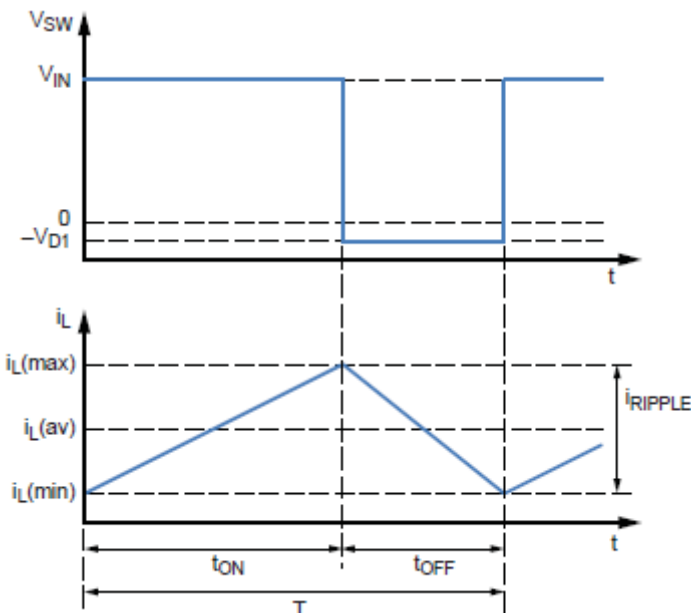 VSW
VIN
0
–VD1
t
iL
iL(max)
iL(av)
iL(min)
iRIPPLE
t
tON
tOFF
T